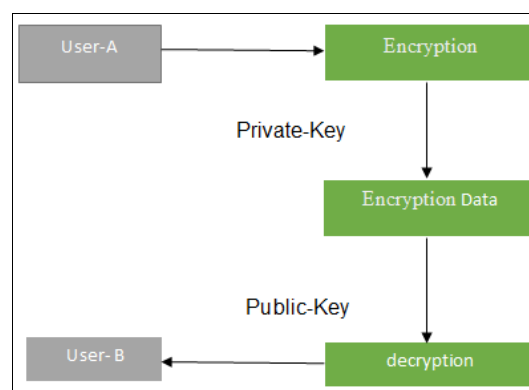 User-A
Encryption
Private-Key
Encryption Data
Public-Key
User- B
decryption